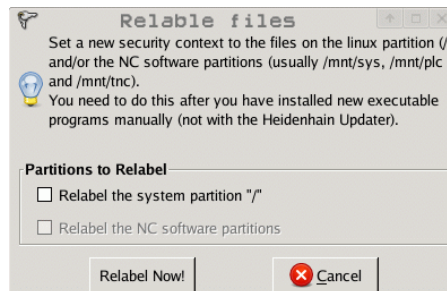 Relable files
Set a new security context to the files on the linux partition (/
and/or the NC software partitions (usually /mnt/sys, /mnt/plc
and /mnt/tnc).
You need to do this after you have installed new executable
programs manually (not with the Heidenhain Updater).
Partitions to Relabel
Relabel the system partition "/"
Relabel the NC software partitions
Relabel Now!
Cancel